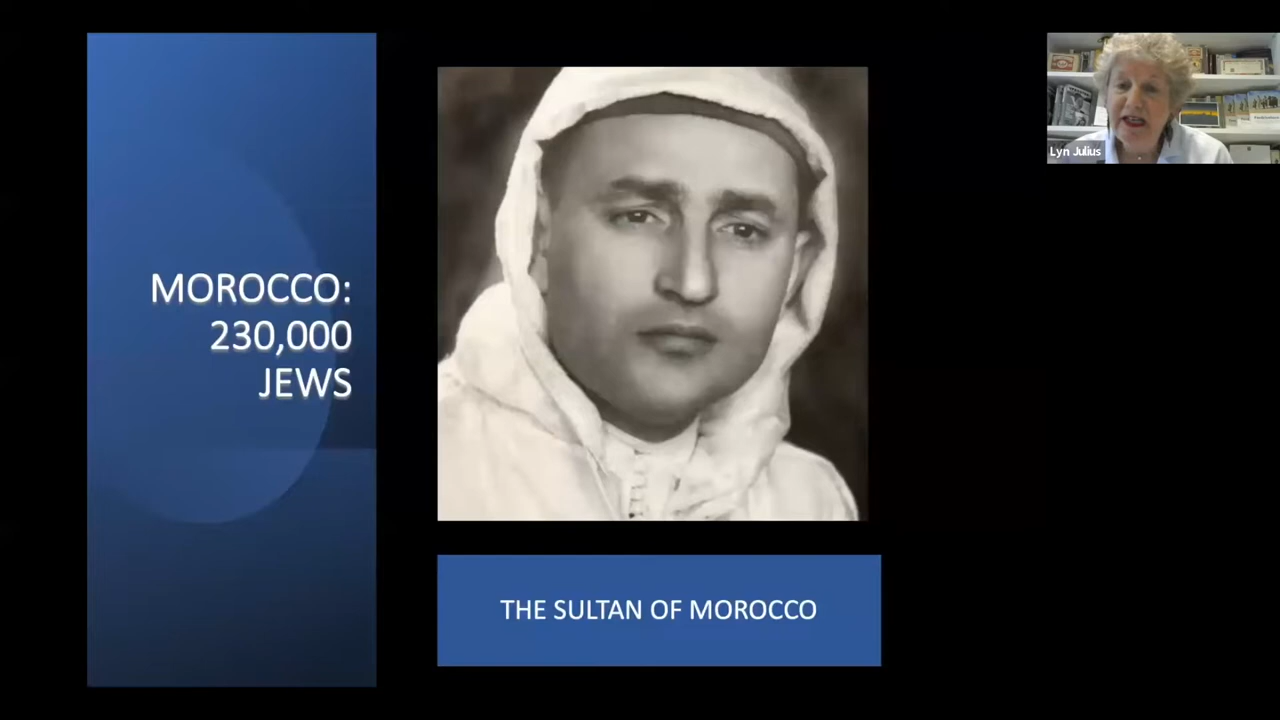 MOROCCO:
230,000
JEWS
THE SULTAN OF MOROCCO
Lyn Julius